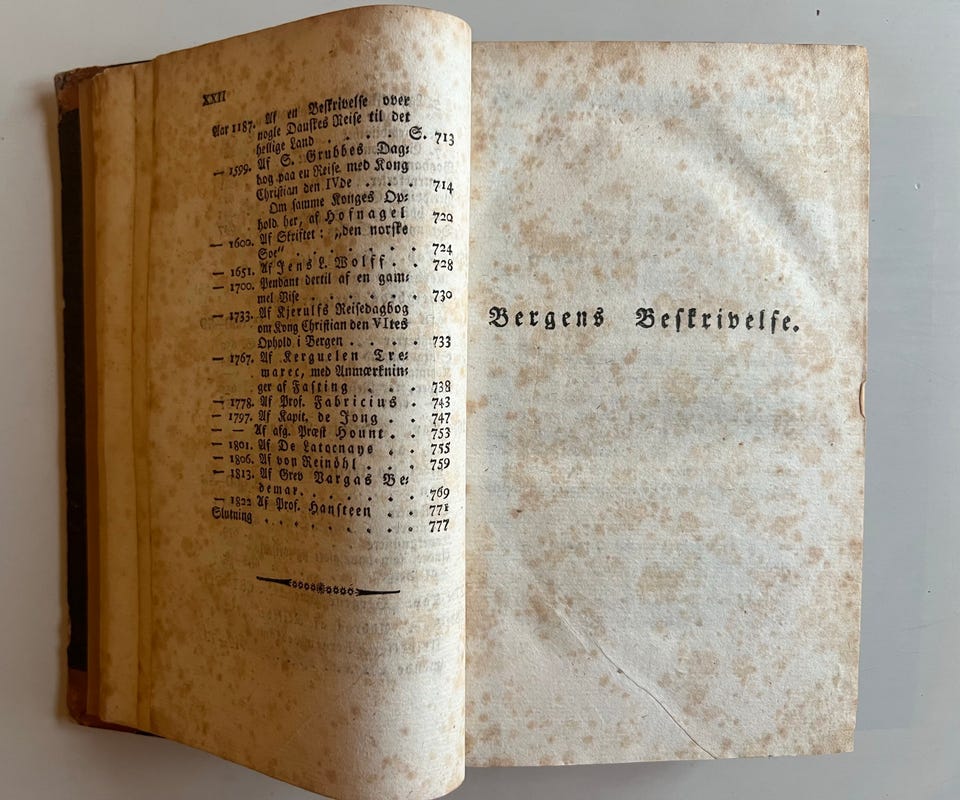 XXII
Aar 1187. Af en Beskrivelse over
nogle Danskes Reise til det
hellige Land . . . . S. 713
— 1599. Af S. Grubbes Dag-
bog paa en Reise med Kong
Christian den IVde . . . 714
Om samme Konges Op-
hold her, af Hofnagel 720
— 1600. Af Skriftet: „den norske
Soe“ . . . . . . 724
— 1651. Af Jens L. Wolff . . 728
— 1700. Pendant dertil af en gam-
mel Vise . . . . . . 730
— 1733. Af Kjerulfs Reisedagbog
om Kong Christian den VItes
Ophold i Bergen . . . . 733
— 1767. Af Kerguelen Tre-
marec, med Anmærknin-
ger af Fasting . . . 738
— 1778. Af Prof. Fabricius . 743
— 1797. Af Kapit. de Jong . 747
— — Af afg. Præst Hount . . 753
— 1801. Af De Latocnaye . . 755
— 1806. Af von Reinöhl . . . 759
— 1813. Af Grev Vargas Be-
demar . . . . . . 769
— 1822 Af Prof. Hansteen . . 771
Slutning . . . . . . . . 777
Bergens Beskrivelse.